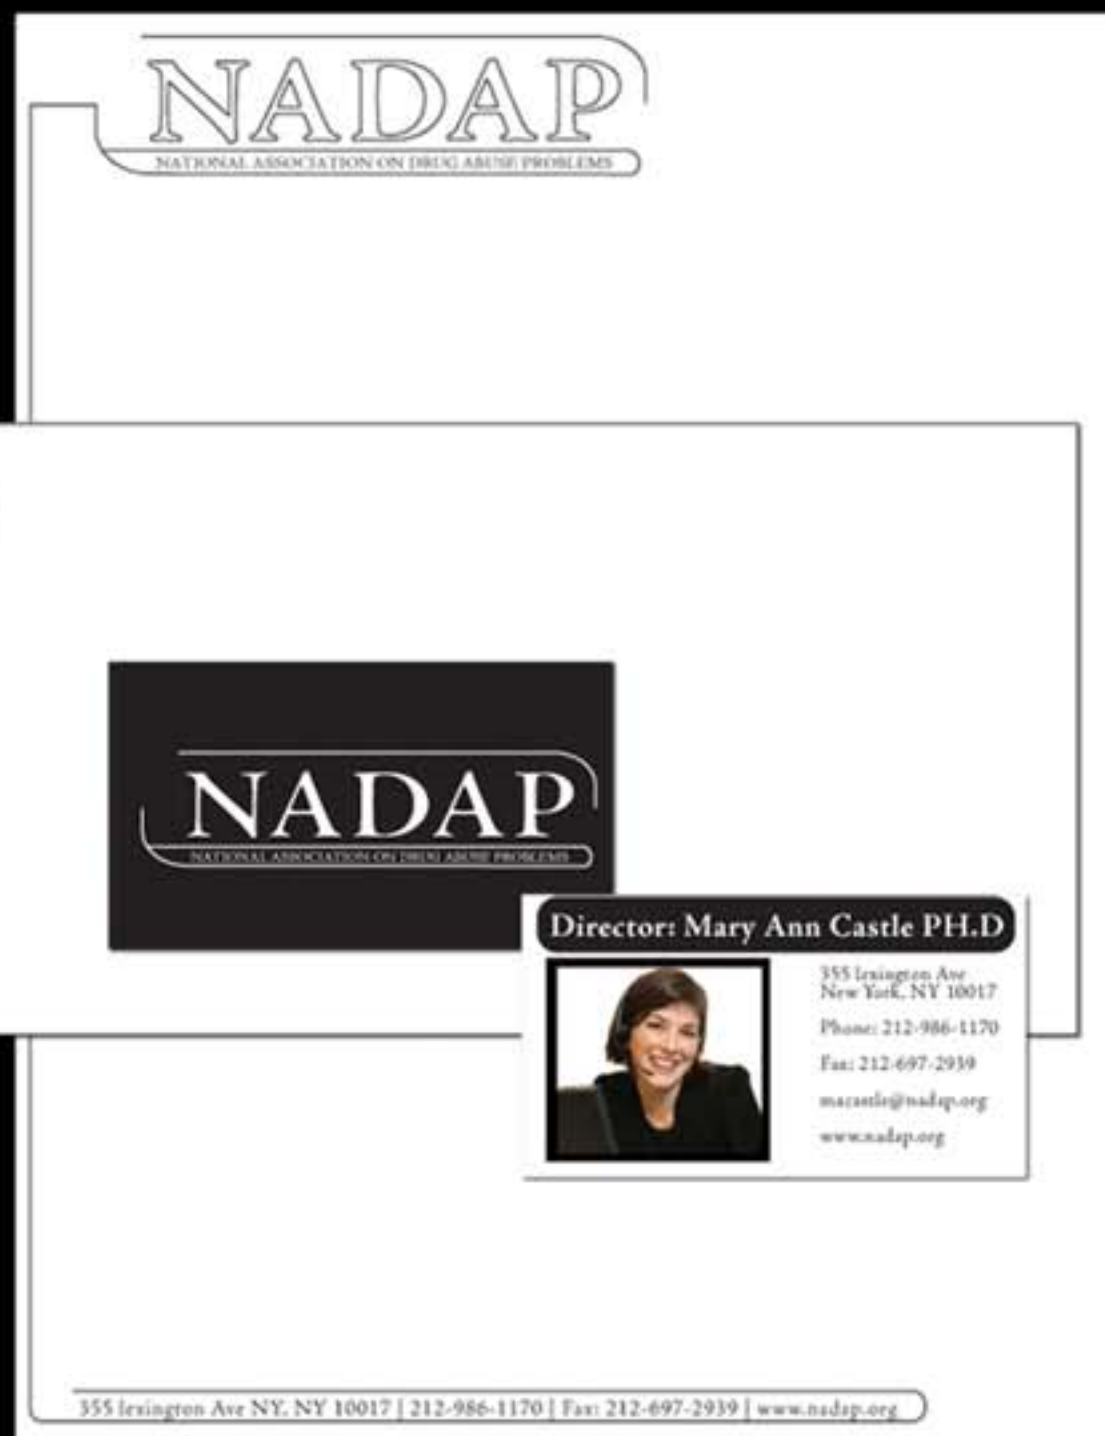 NADAP
NATIONAL ASSOCIATION ON DRUG ABUSE PROBLEMS
NADAP
NATIONAL ASSOCIATION ON DRUG ABUSE PROBLEMS
Director: Mary Ann Castle PH.D
355 lexington Ave
New York, NY 10017
Phone: 212-986-1170
Fax: 212-697-2939
macastle@nadap.org
www.nadap.org
355 lexington Ave NY, NY 10017 | 212-986-1170 | Fax: 212-697-2939 | www.nadap.org